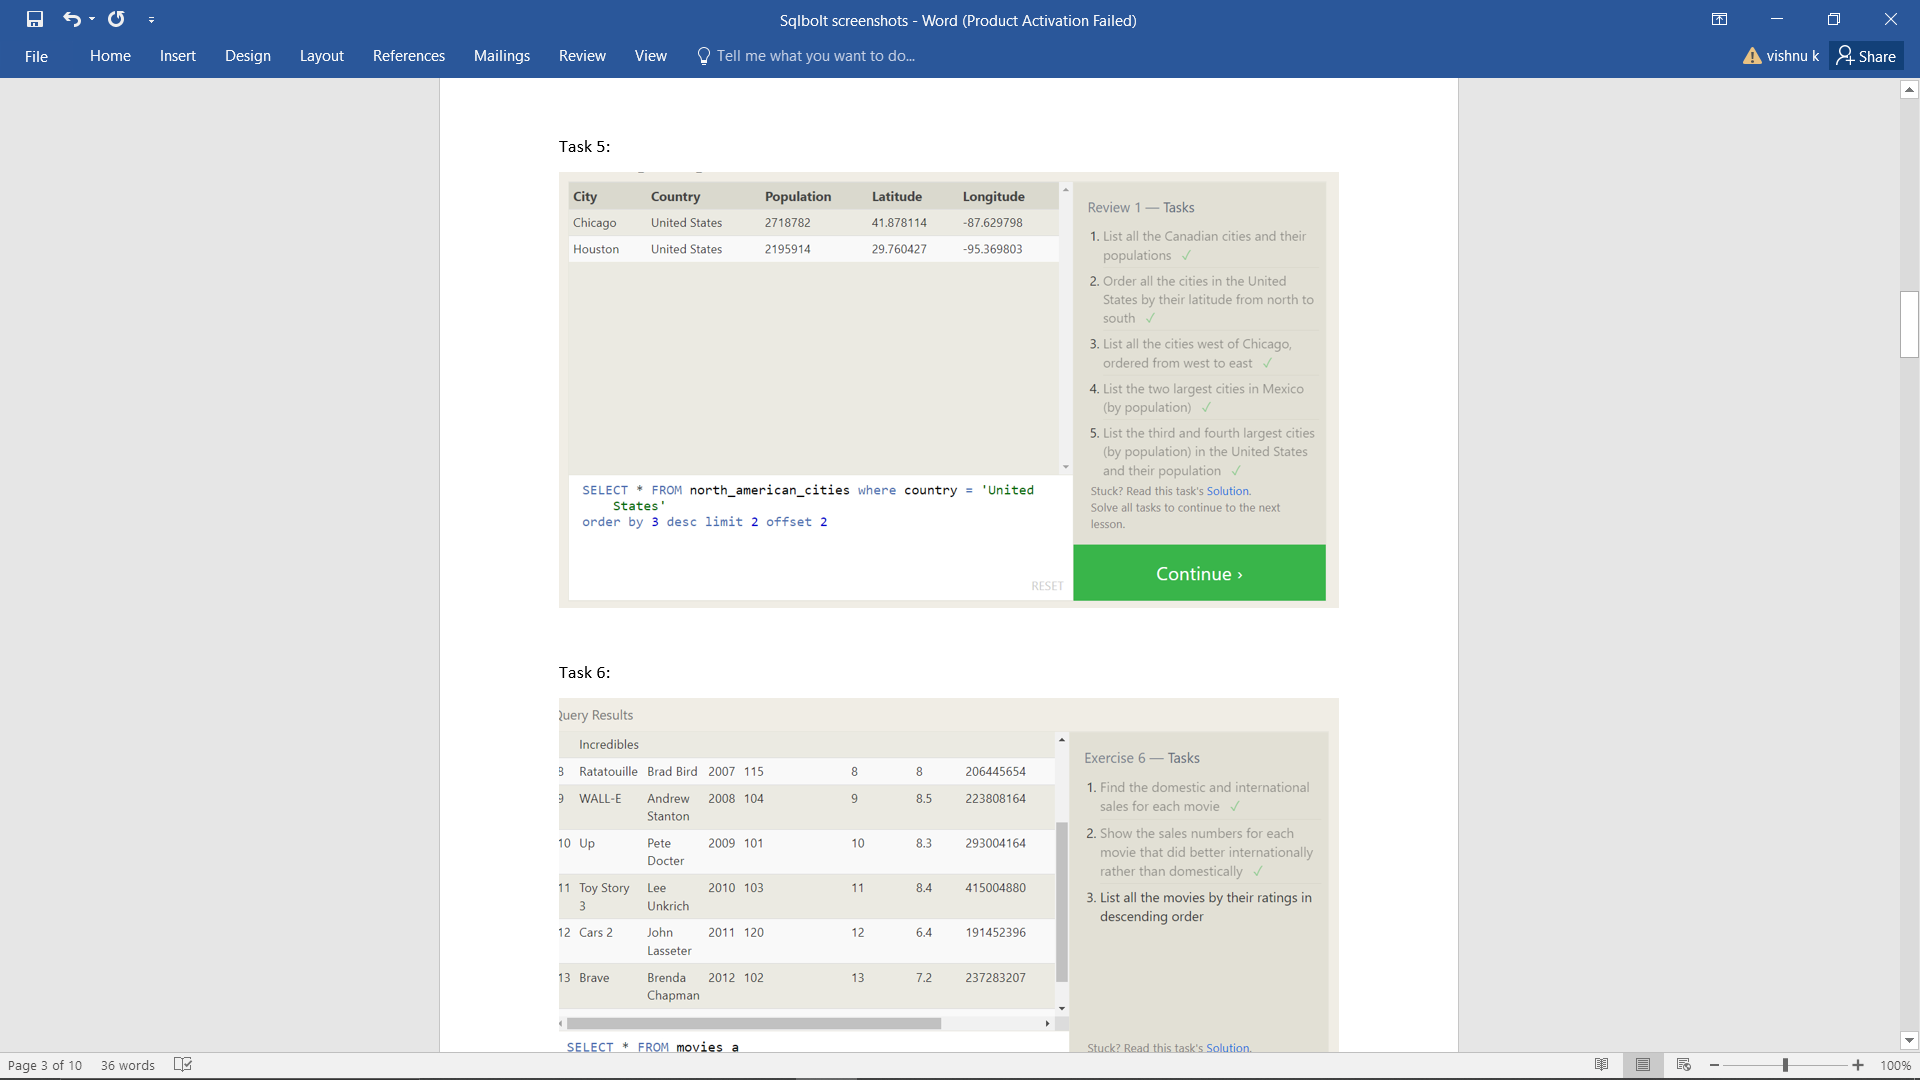 Sqlbolt screenshots - Word (Product Activation Failed)
File Home Insert Design Layout References Mailings Review View Tell me what you want to do...
vishnu k Share
Task 5:
City Country Population Latitude Longitude
Chicago United States 2718782 41.878114 -87.629798
Houston United States 2195914 29.760427 -95.369803
SELECT * FROM north_american_cities where country = 'United
States'
order by 3 desc limit 2 offset 2
RESET
Review 1 — Tasks
1. List all the Canadian cities and their
populations ✓
2. Order all the cities in the United
States by their latitude from north to
south ✓
3. List all the cities west of Chicago,
ordered from west to east ✓
4. List the two largest cities in Mexico
(by population) ✓
5. List the third and fourth largest cities
(by population) in the United States
and their population ✓
Stuck? Read this task's Solution.
Solve all tasks to continue to the next
lesson.
Continue ›
Task 6:
Query Results
Incredibles
8 Ratatouille Brad Bird 2007 115 8 8 206445654
9 WALL-E Andrew Stanton 2008 104 9 8.5 223808164
10 Up Pete Docter 2009 101 10 8.3 293004164
11 Toy Story 3 Lee Unkrich 2010 103 11 8.4 415004880
12 Cars 2 John Lasseter 2011 120 12 6.4 191452396
13 Brave Brenda Chapman 2012 102 13 7.2 237283207
SELECT * FROM movies a
Exercise 6 — Tasks
1. Find the domestic and international
sales for each movie ✓
2. Show the sales numbers for each
movie that did better internationally
rather than domestically ✓
3. List all the movies by their ratings in
descending order
Stuck? Read this task's Solution.
Page 3 of 10 36 words
100%